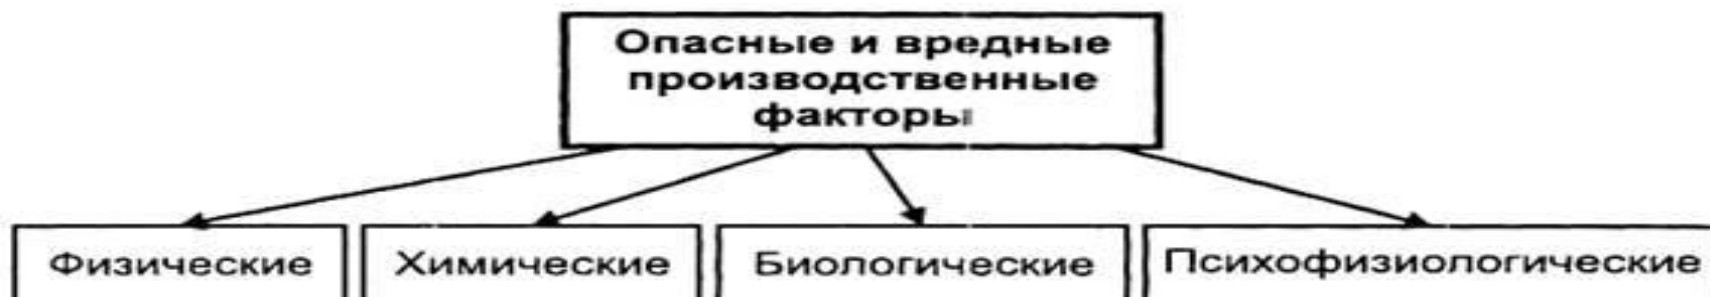 Опасные и вредные
производственные
факторы
Физические
Химические
Биологические
Психофизиологические